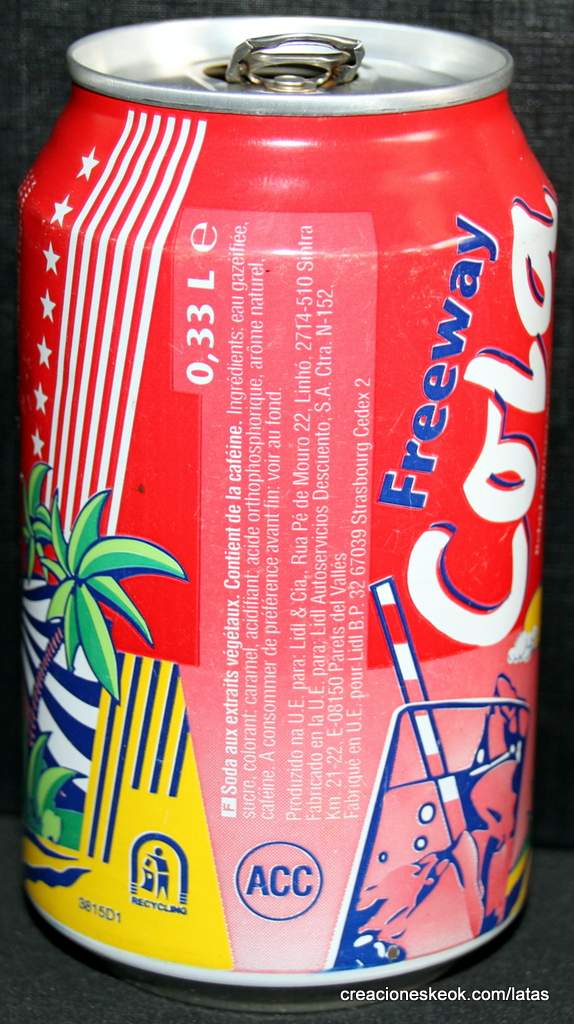 0,33 L e
F Soda aux extraits végétaux. Contient de la caféine. Ingrédients: eau gazéifiée,
sucre, colorant: caramel, acidifiant: acide orthophosphorique, arôme naturel,
caféine. A consommer de préférence avant fin: voir au fond.
Produzido na U.E. para: Lidl & Cia., Rua Pé de Mouro 22, Linhó, 2714-510 Sintra
Fabricado en la U.E. para: Lidl Autoservicios Descuento, S.A. Ctra. N-152,
Km 21-22, E-08150 Parets del Vallés
Fabriqué en U.E. pour Lidl B.P. 32 67039 Strasbourg Cedex 2
Freeway
Cola
ACC
RECYCLING
3815D1
creacioneskeok.com/latas